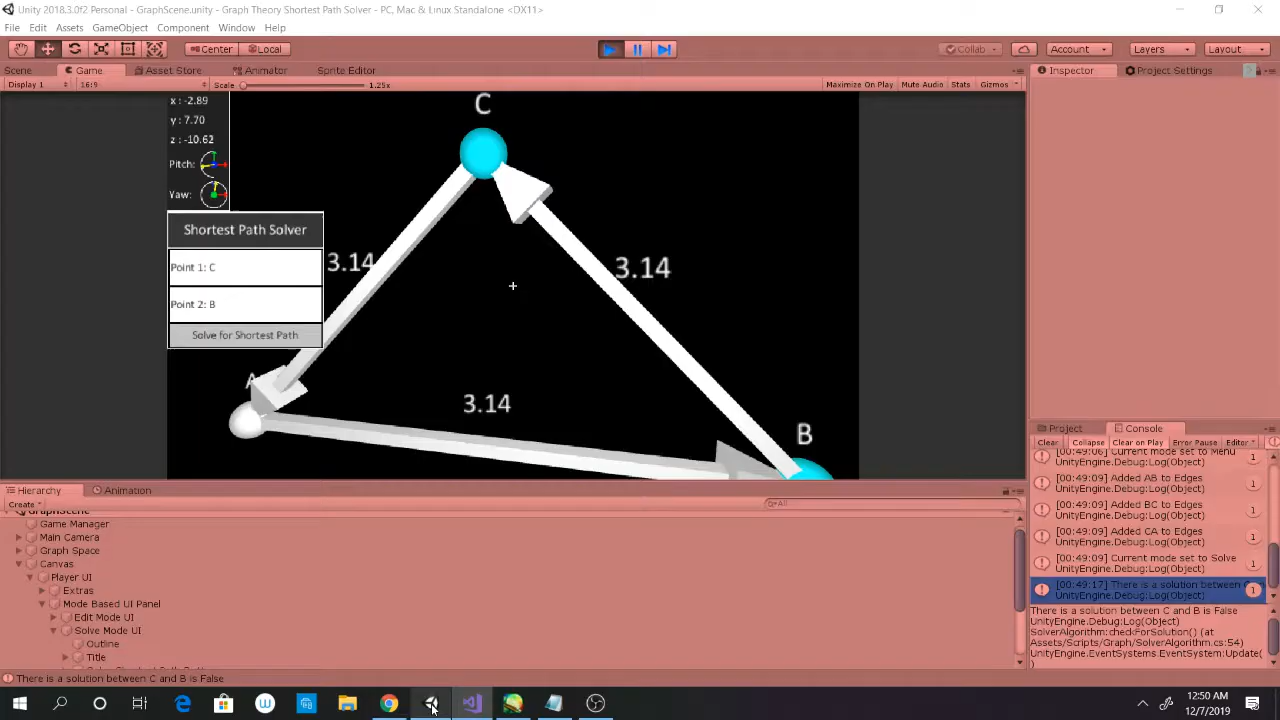 Unity 2018.3.0f2 Personal - GraphScene.unity - Graph Theory Shortest Path Solver - PC, Mac & Linux Standalone <DX11>
File Edit Assets GameObject Component Window Help
Center Local Collab Account Layers Layout
Scene Game Asset Store Animator Sprite Editor Inspector Project Settings
Display 1 16:9 Scale 1.25x Maximize On Play Mute Audio Stats Gizmos
x : -2.89
y : 7.70
z : -10.62
Pitch:
Yaw:
Shortest Path Solver
Point 1: C
Point 2: B
Solve for Shortest Path
C
3.14
3.14
A
3.14
B
Project Console
Clear Collapse Clear on Play Error Pause Editor
[00:49:06] Current mode set to Menu
UnityEngine.Debug:Log(Object)
1
[00:49:09] Added AB to Edges
UnityEngine.Debug:Log(Object)
1
[00:49:09] Added BC to Edges
UnityEngine.Debug:Log(Object)
1
[00:49:09] Added CA to Edges
UnityEngine.Debug:Log(Object)
1
[00:49:09] Current mode set to Solve
UnityEngine.Debug:Log(Object)
1
[00:49:17] There is a solution between C
UnityEngine.Debug:Log(Object)
1
There is a solution between C and B is False
UnityEngine.Debug:Log(Object)
SolverAlgorithm:checkForSolution() (at
Assets/Scripts/Graph/SolverAlgorithm.cs:54)
UnityEngine.EventSystems.EventSystem:Update(
)
Hierarchy Animation
Create All
GraphScene
Game Manager
Main Camera
Graph Space
Canvas
Player UI
Extras
Mode Based UI Panel
Edit Mode UI
Solve Mode UI
Outline
Title
There is a solution between C and B is False
12:50 AM
12/7/2019